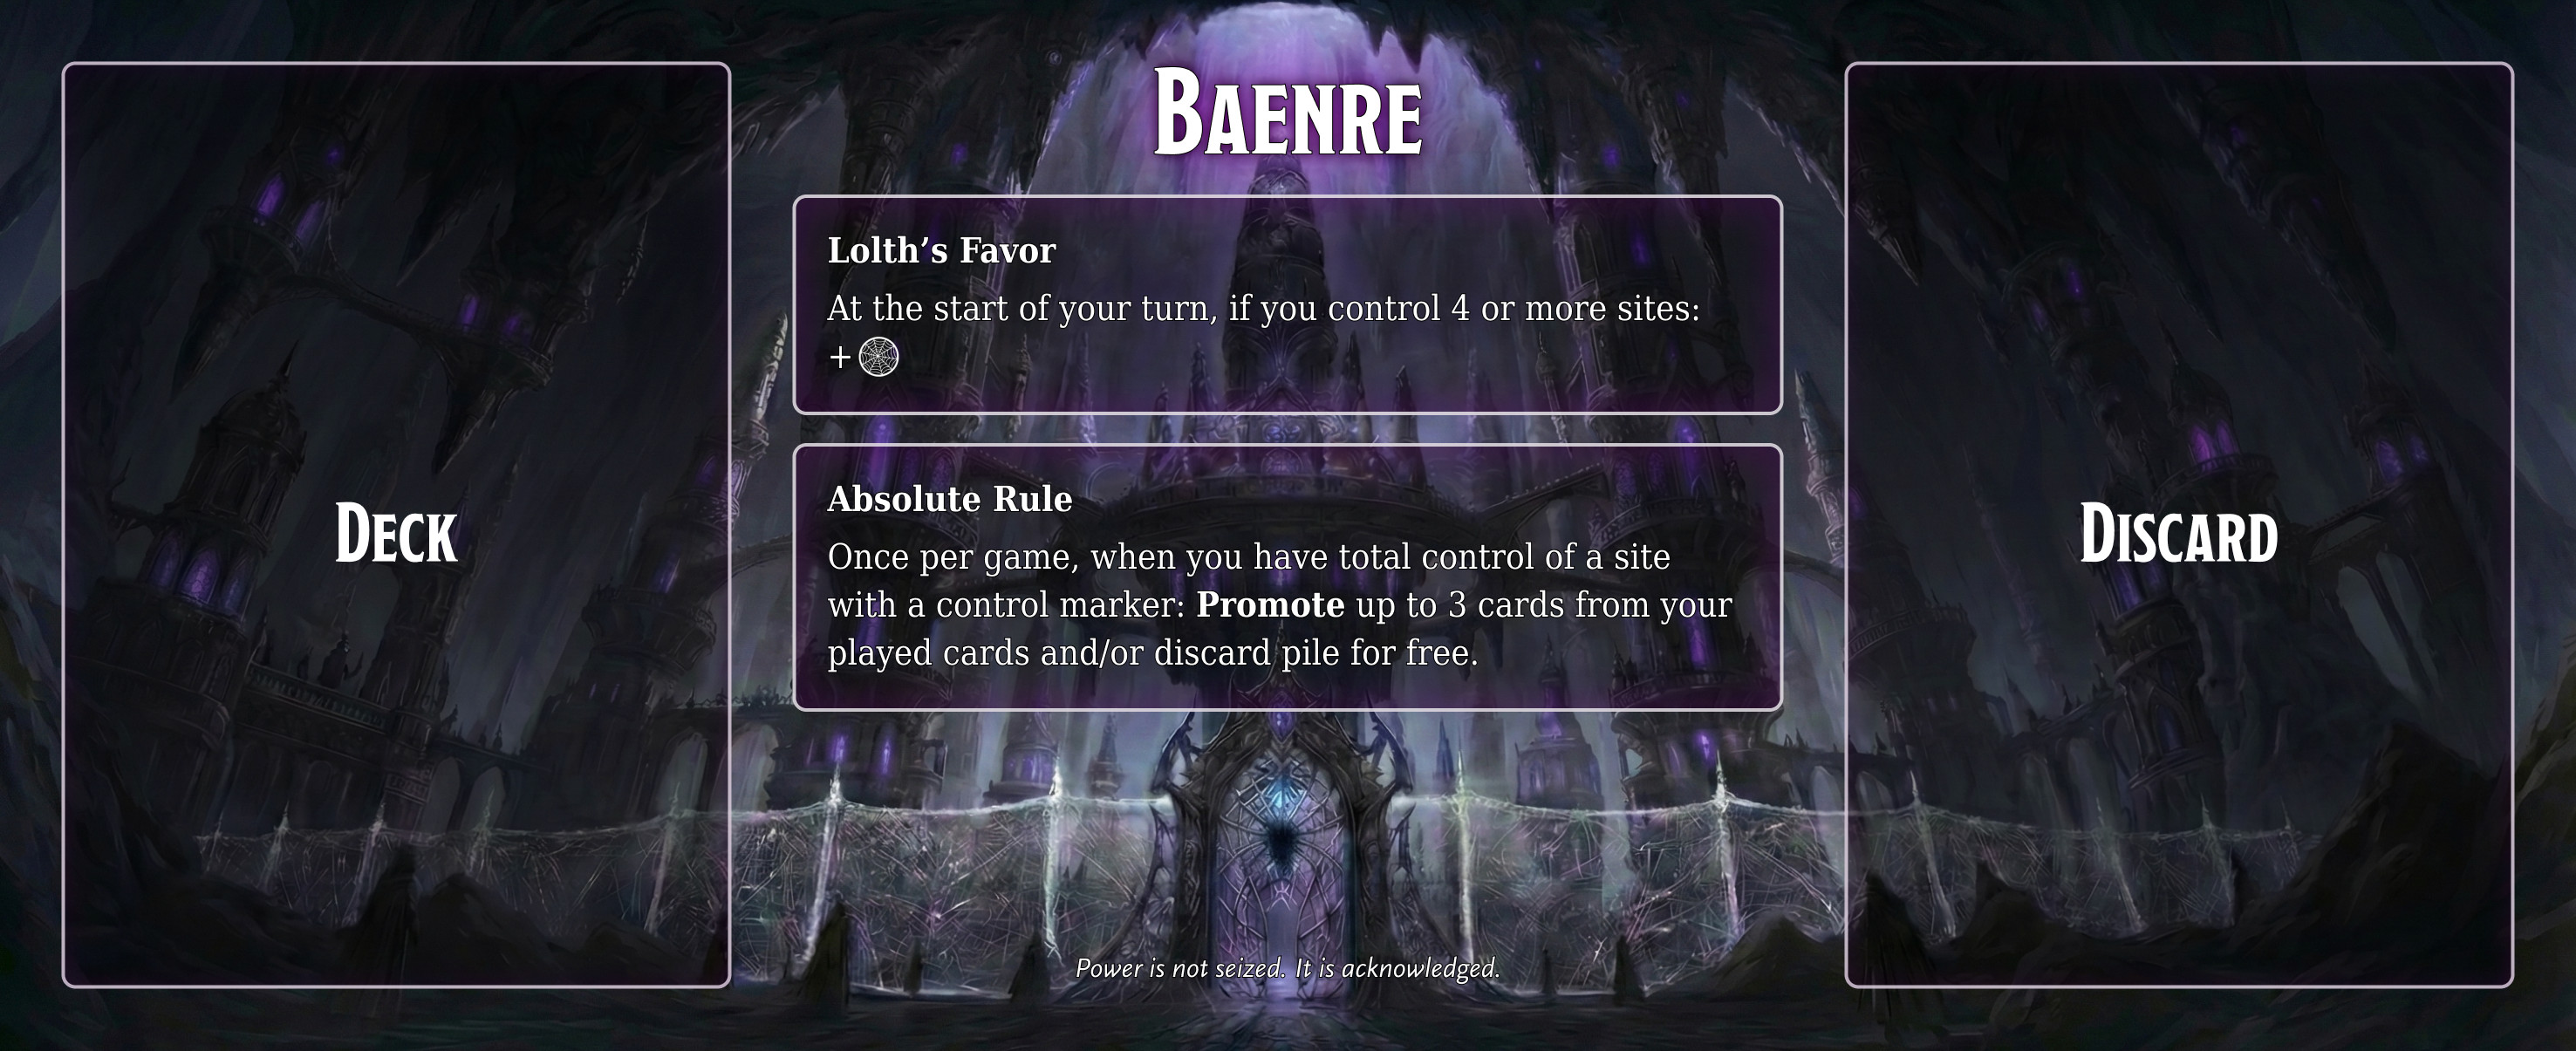 Baenre
Lolth’s Favor
At the start of your turn, if you control 4 or more sites:
+
Deck
Absolute Rule
Once per game, when you have total control of a site
with a control marker: Promote up to 3 cards from your
played cards and/or discard pile for free.
Discard
Power is not seized. It is acknowledged.